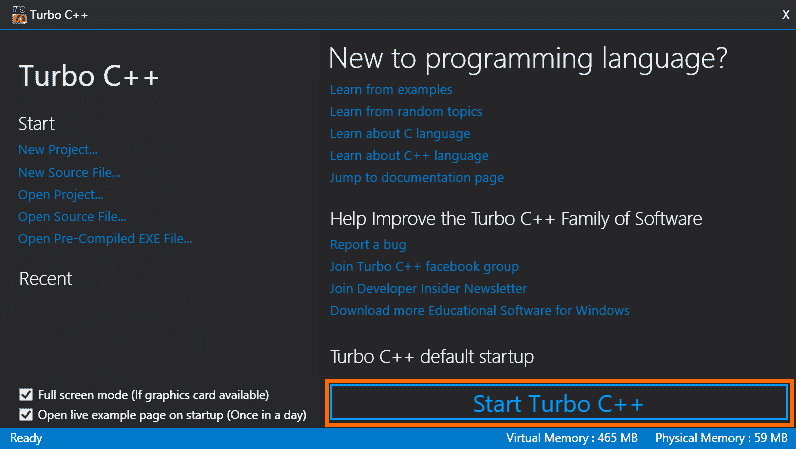 Turbo C++
X
Turbo C++
Start
New Project...
New Source File...
Open Project...
Open Source File...
Open Pre-Compiled EXE File...
Recent
Full screen mode (If graphics card available)
Open live example page on startup (Once in a day)
New to programming language?
Learn from examples
Learn from random topics
Learn about C language
Learn about C++ language
Jump to documentation page
Help Improve the Turbo C++ Family of Software
Report a bug
Join Turbo C++ facebook group
Join Developer Insider Newsletter
Download more Educational Software for Windows
Turbo C++ default startup
Start Turbo C++
Ready
Virtual Memory : 465 MB
Physical Memory : 59 MB